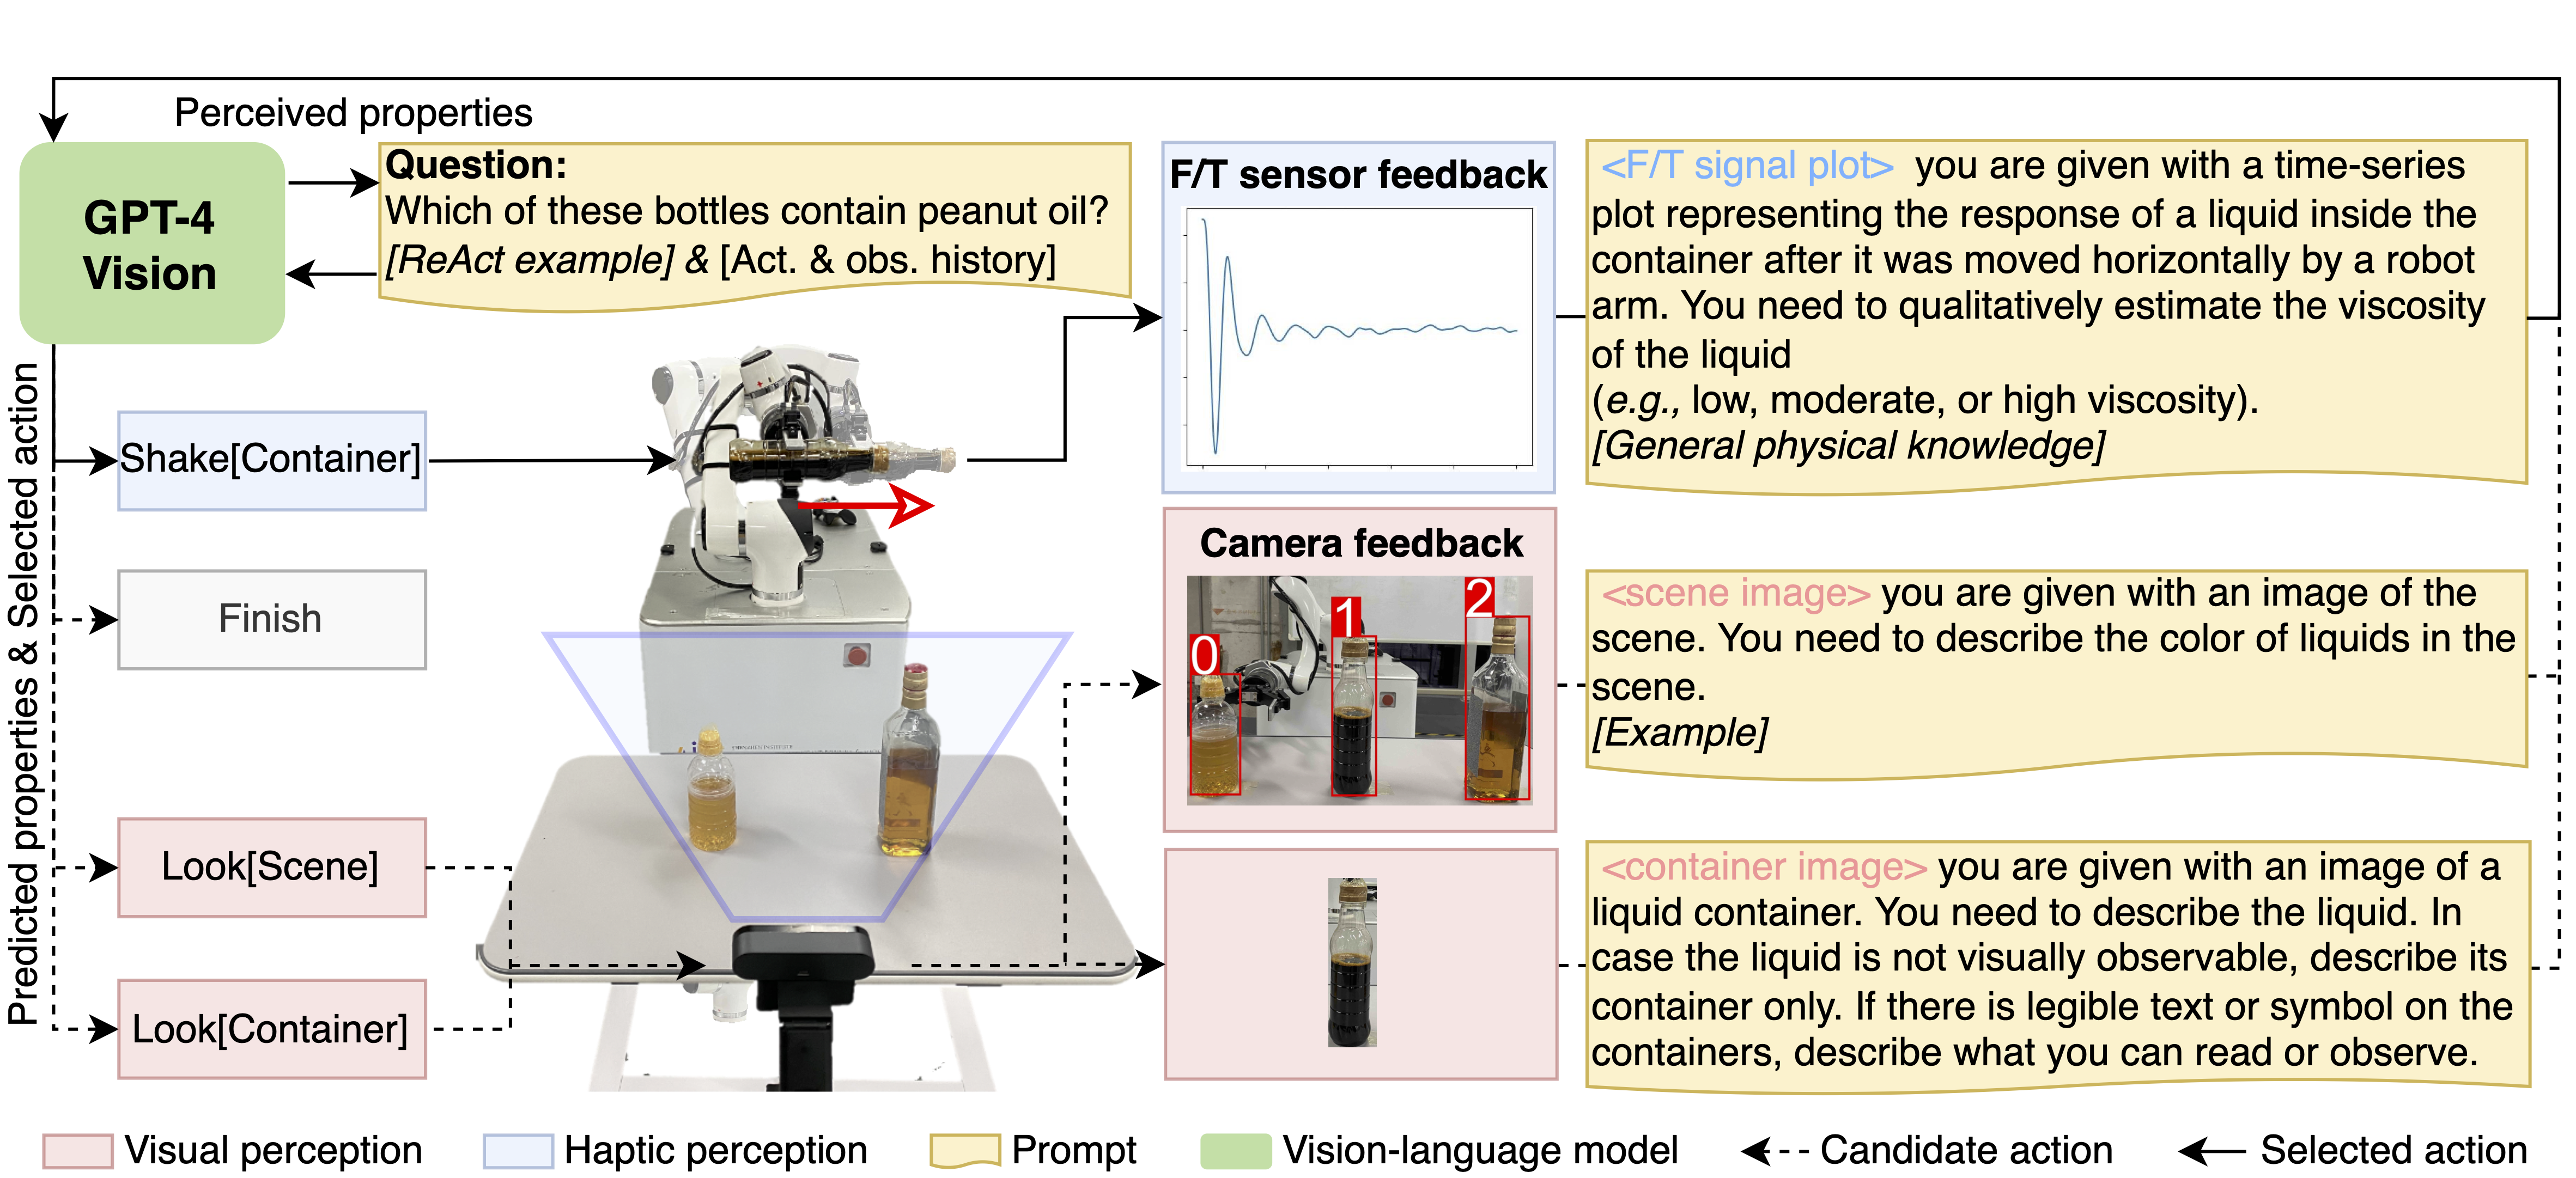 Perceived properties
GPT-4
Vision
Question:
Which of these bottles contain peanut oil?
[ReAct example] & [Act. & obs. history]
F/T sensor feedback
<F/T signal plot> you are given with a time-series
plot representing the response of a liquid inside the
container after it was moved horizontally by a robot
arm. You need to qualitatively estimate the viscosity
of the liquid
(e.g., low, moderate, or high viscosity).
[General physical knowledge]
Predicted properties & Selected action
Shake[Container]
Finish
Look[Scene]
Look[Container]
Camera feedback
0
1
2
<scene image> you are given with an image of the
scene. You need to describe the color of liquids in the
scene.
[Example]
<container image> you are given with an image of a
liquid container. You need to describe the liquid. In
case the liquid is not visually observable, describe its
container only. If there is legible text or symbol on the
containers, describe what you can read or observe.
Visual perception
Haptic perception
Prompt
Vision-language model
Candidate action
Selected action